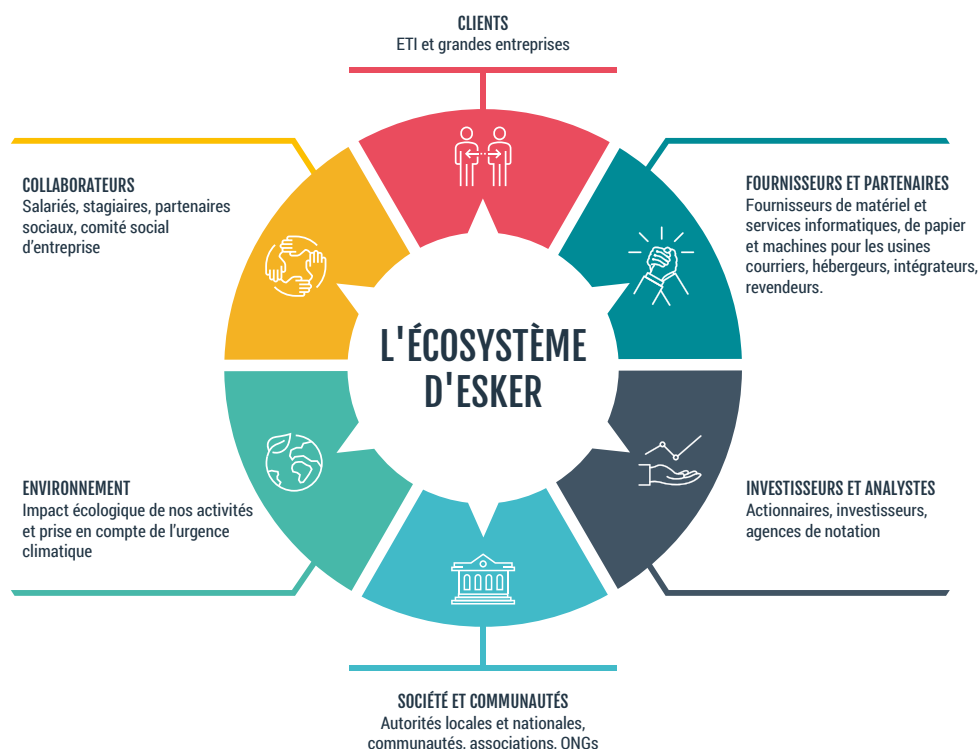 CLIENTS
ETI et grandes entreprises
COLLABORATEURS
Salariés, stagiaires, partenaires
sociaux, comité social
d'entreprise
FOURNISSEURS ET PARTENAIRES
Fournisseurs de matériel et
services informatiques, de papier
et machines pour les usines
courriers, hébergeurs, intégrateurs,
revendeurs.
L'ÉCOSYSTÈME
D'ESKER
ENVIRONNEMENT
Impact écologique de nos activités
et prise en compte de l'urgence
climatique
INVESTISSEURS ET ANALYSTES
Actionnaires, investisseurs,
agences de notation
SOCIÉTÉ ET COMMUNAUTÉS
Autorités locales et nationales,
communautés, associations, ONGs